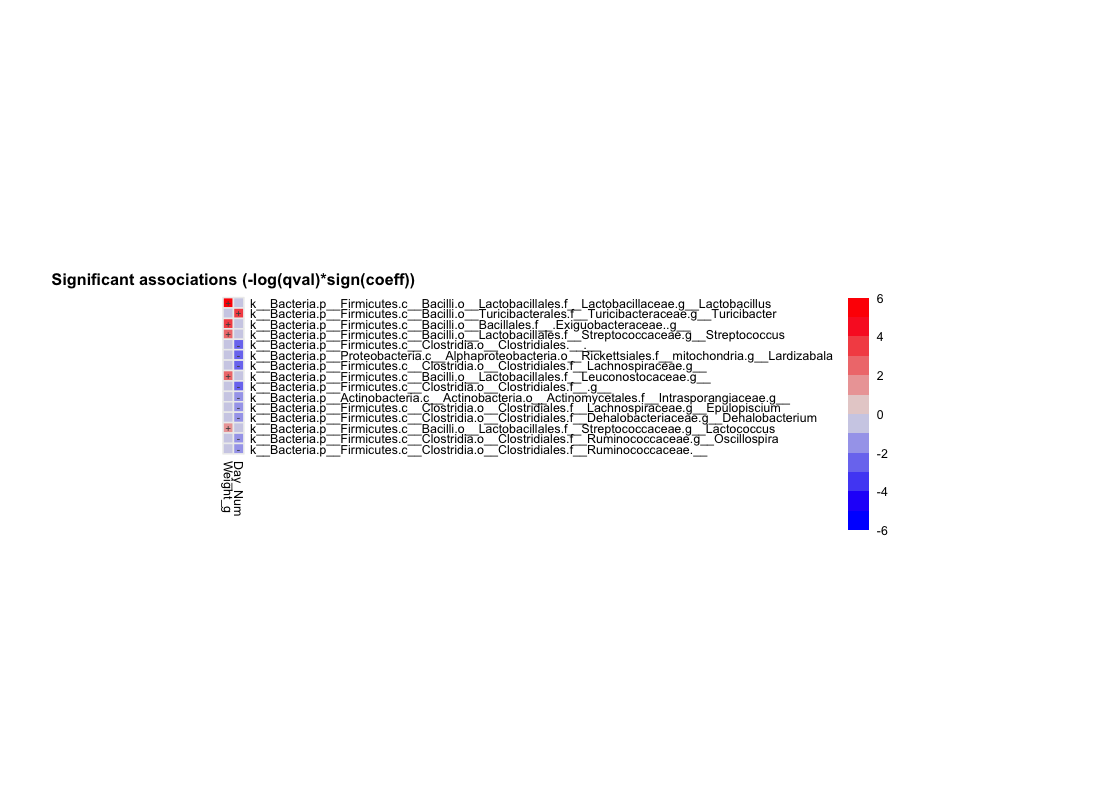 Significant associations (-log(qval)*sign(coeff))
k__Bacteria.p__Firmicutes.c__Bacilli.o__Lactobacillales.f__Lactobacillaceae.g__Lactobacillus
+ k__Bacteria.p__Firmicutes.c__Bacilli.o__Turicibacterales.f__Turicibacteraceae.g__Turicibacter
+ k__Bacteria.p__Firmicutes.c__Bacilli.o__Bacillales.f__.Exiguobacteraceae..g__
+ k__Bacteria.p__Firmicutes.c__Bacilli.o__Lactobacillales.f__Streptococcaceae.g__Streptococcus
- k__Bacteria.p__Firmicutes.c__Clostridia.o__Clostridiales.__.__
- k__Bacteria.p__Proteobacteria.c__Alphaproteobacteria.o__Rickettsiales.f__mitochondria.g__Lardizabala
- k__Bacteria.p__Firmicutes.c__Clostridia.o__Clostridiales.f__Lachnospiraceae.g__
+ k__Bacteria.p__Firmicutes.c__Bacilli.o__Lactobacillales.f__Leuconostocaceae.g__
- k__Bacteria.p__Firmicutes.c__Clostridia.o__Clostridiales.f__.g__
- k__Bacteria.p__Actinobacteria.c__Actinobacteria.o__Actinomycetales.f__Intrasporangiaceae.g__
- k__Bacteria.p__Firmicutes.c__Clostridia.o__Clostridiales.f__Lachnospiraceae.g__Epulopiscium
- k__Bacteria.p__Firmicutes.c__Clostridia.o__Clostridiales.f__Dehalobacteriaceae.g__Dehalobacterium
+ k__Bacteria.p__Firmicutes.c__Bacilli.o__Lactobacillales.f__Streptococcaceae.g__Lactococcus
- k__Bacteria.p__Firmicutes.c__Clostridia.o__Clostridiales.f__Ruminococcaceae.g__Oscillospira
- k__Bacteria.p__Firmicutes.c__Clostridia.o__Clostridiales.f__Ruminococcaceae.__
Weight_g
Day_Num
6
4
2
0
-2
-4
-6